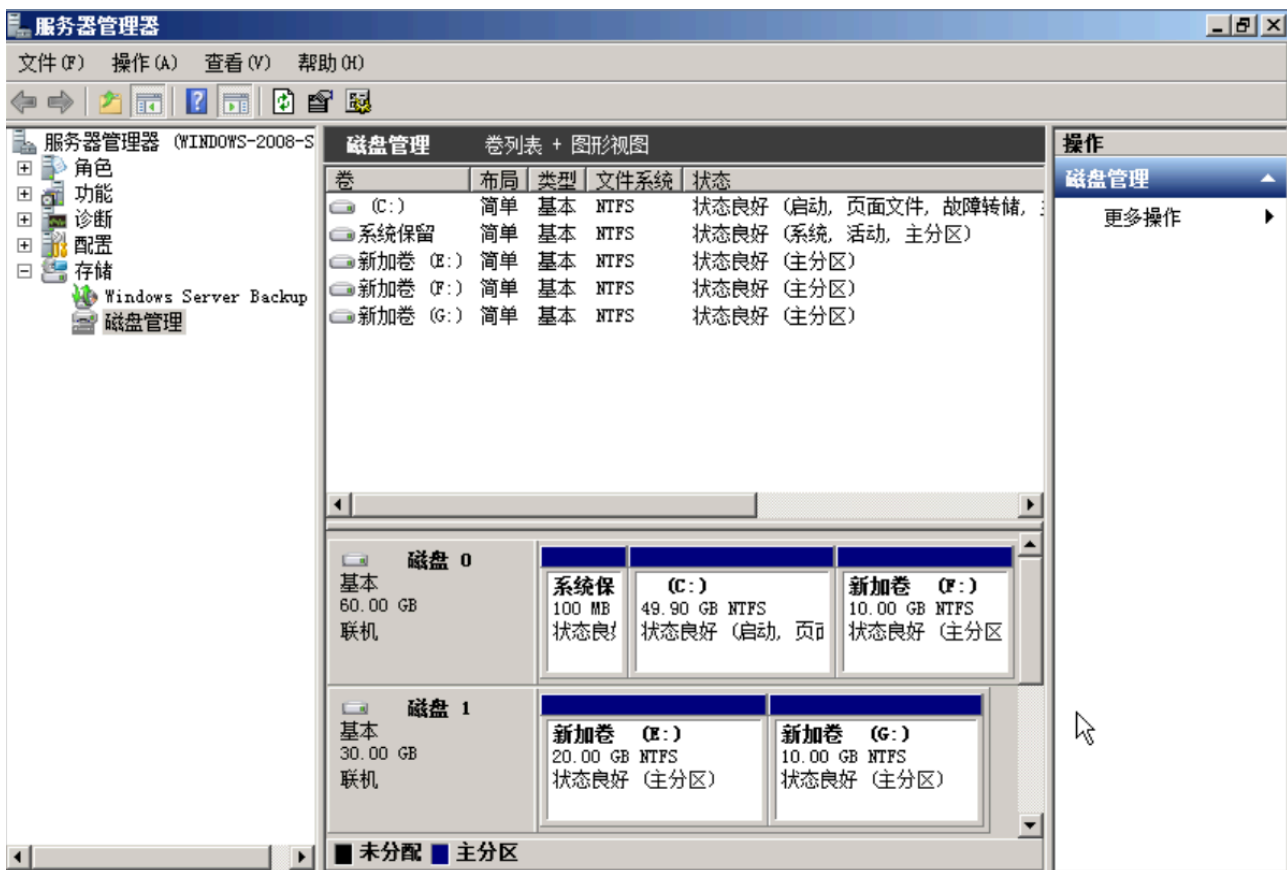 服务器管理器
文件(F) 操作(A) 查看(V) 帮助(H)
服务器管理器 (WINDOWS-2008-S
角色
功能
诊断
配置
存储
Windows Server Backup
磁盘管理
磁盘管理 卷列表 + 图形视图
卷 布局 类型 文件系统 状态
(C:) 简单 基本 NTFS 状态良好 (启动, 页面文件, 故障转储,
系统保留 简单 基本 NTFS 状态良好 (系统, 活动, 主分区)
新加卷 (E:) 简单 基本 NTFS 状态良好 (主分区)
新加卷 (F:) 简单 基本 NTFS 状态良好 (主分区)
新加卷 (G:) 简单 基本 NTFS 状态良好 (主分区)
磁盘 0
基本
60.00 GB
联机
系统保
100 MB
状态良
(C:)
49.90 GB NTFS
状态良好 (启动, 页
新加卷 (F:)
10.00 GB NTFS
状态良好 (主分区
磁盘 1
基本
30.00 GB
联机
新加卷 (E:)
20.00 GB NTFS
状态良好 (主分区)
新加卷 (G:)
10.00 GB NTFS
状态良好 (主分区)
未分配 主分区
操作
磁盘管理
更多操作